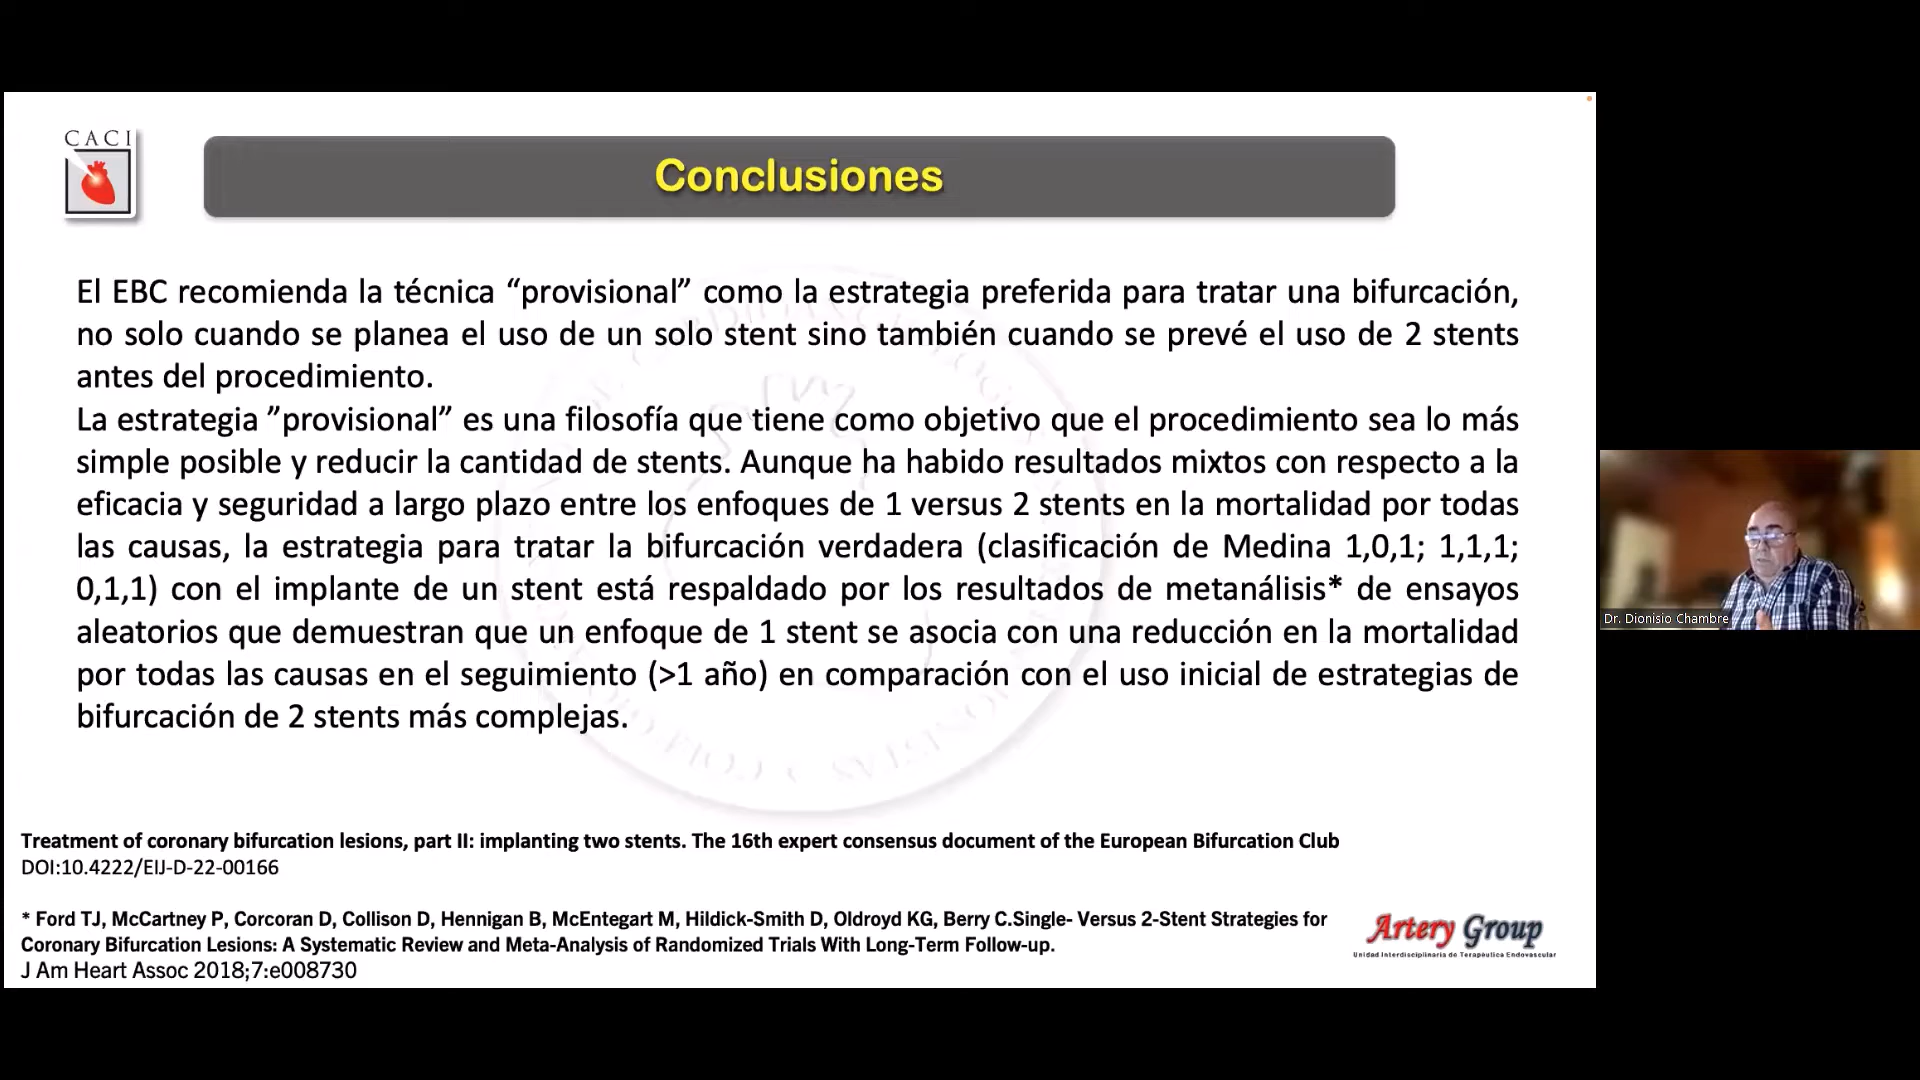 CACI
Conclusiones
El EBC recomienda la técnica “provisional” como la estrategia preferida para tratar una bifurcación,
no solo cuando se planea el uso de un solo stent sino también cuando se prevé el uso de 2 stents
antes del procedimiento.
La estrategia ”provisional” es una filosofía que tiene como objetivo que el procedimiento sea lo más
simple posible y reducir la cantidad de stents. Aunque ha habido resultados mixtos con respecto a la
eficacia y seguridad a largo plazo entre los enfoques de 1 versus 2 stents en la mortalidad por todas
las causas, la estrategia para tratar la bifurcación verdadera (clasificación de Medina 1,0,1; 1,1,1;
0,1,1) con el implante de un stent está respaldado por los resultados de metanálisis* de ensayos
aleatorios que demuestran que un enfoque de 1 stent se asocia con una reducción en la mortalidad
por todas las causas en el seguimiento (>1 año) en comparación con el uso inicial de estrategias de
bifurcación de 2 stents más complejas.
Treatment of coronary bifurcation lesions, part II: implanting two stents. The 16th expert consensus document of the European Bifurcation Club
DOI:10.4222/EIJ-D-22-00166
* Ford TJ, McCartney P, Corcoran D, Collison D, Hennigan B, McEntegart M, Hildick-Smith D, Oldroyd KG, Berry C.Single- Versus 2-Stent Strategies for
Coronary Bifurcation Lesions: A Systematic Review and Meta-Analysis of Randomized Trials With Long-Term Follow-up.
J Am Heart Assoc 2018;7:e008730
Artery Group
Unidad Interdisciplinaria de Terapéutica Endovascular
Dr. Dionisio Chambre